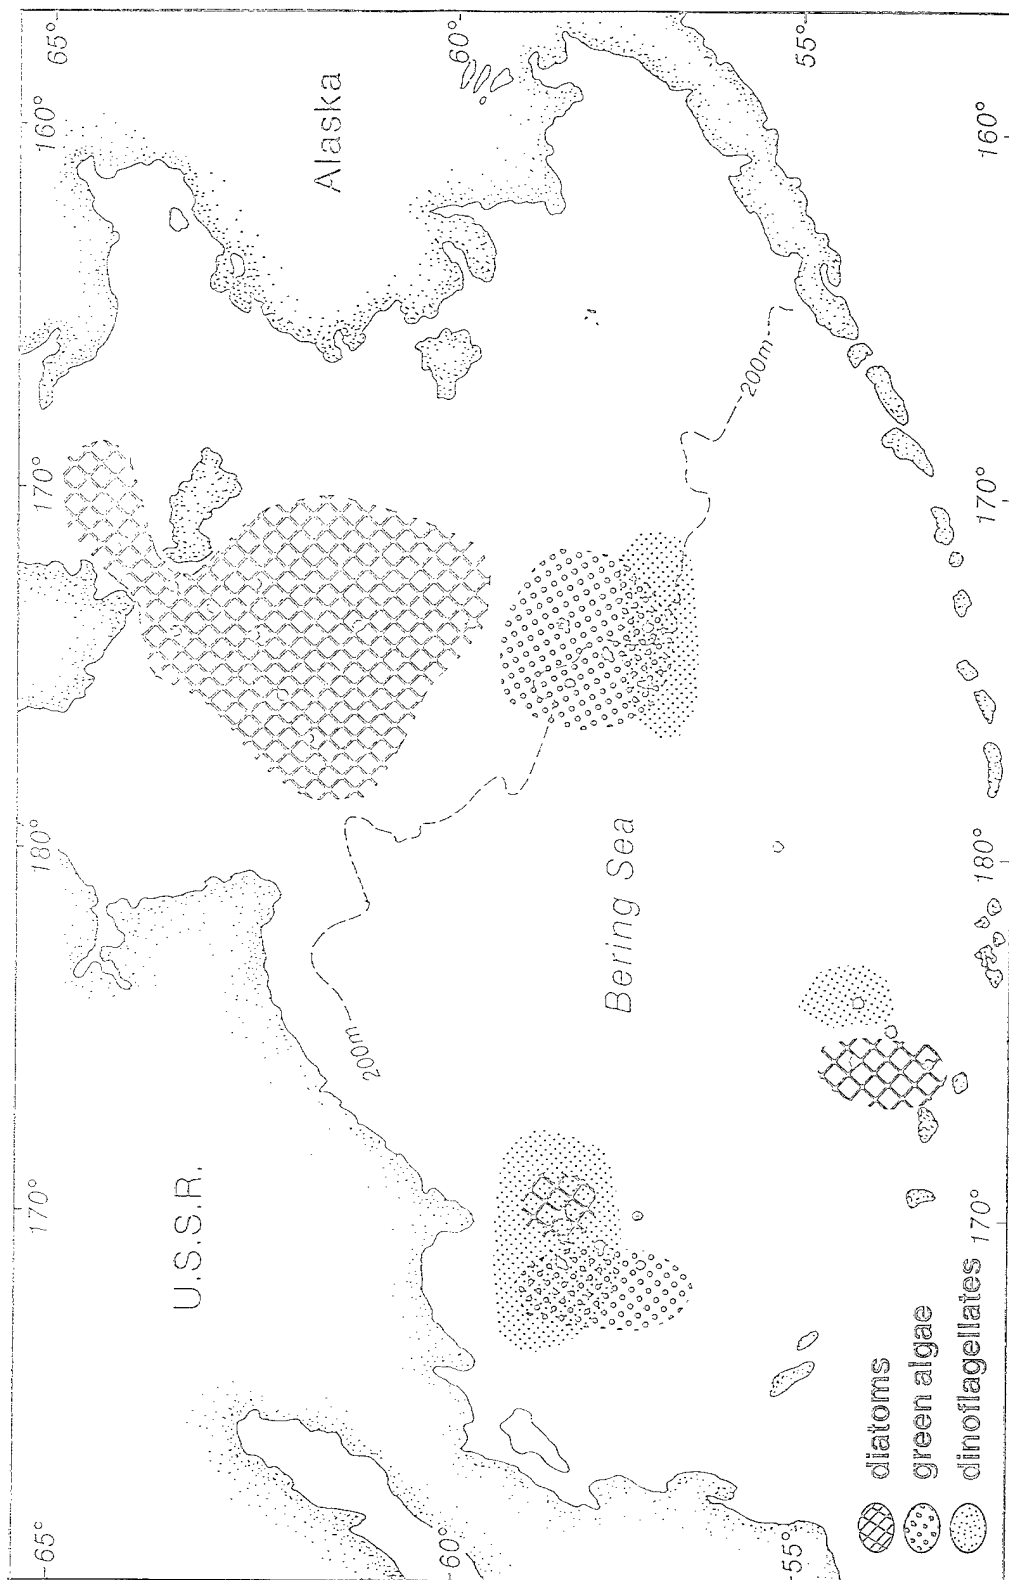 170°
180°
170°
160°
65°
65°
U.S.S.R.
Alaska
200m
60°
60°
Bering Sea
200m
55°
55°
diatoms
green algae
dinoflagellates
170°
180°
170°
160°